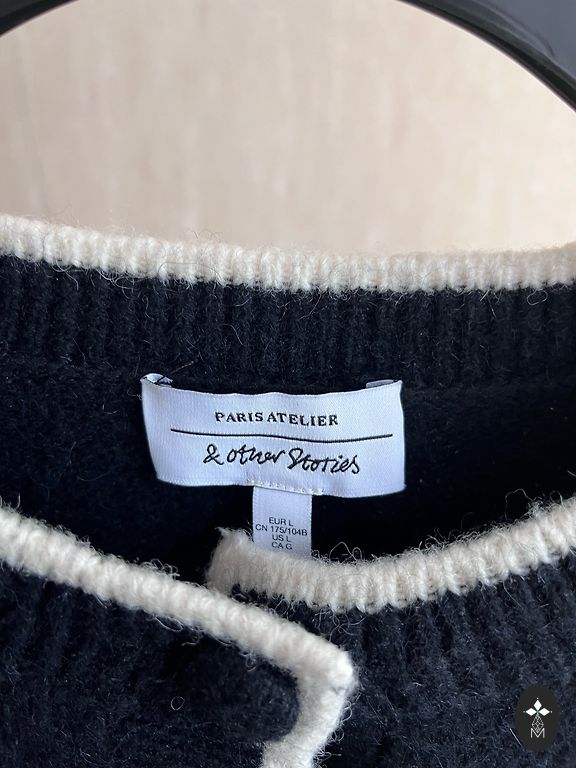 PARIS ATELIER
& other Stories
EUR L
CN 175/104B
US L
CA G
M